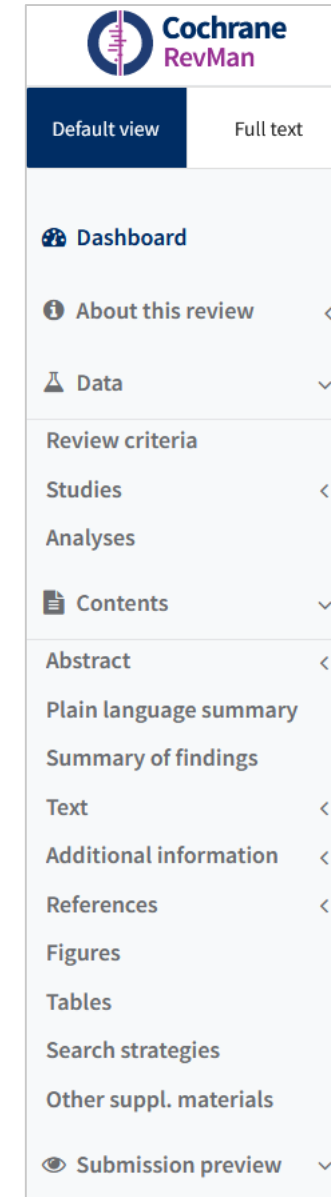 Cochrane
RevMan
Default view
Full text
Dashboard
About this review
Data
Review criteria
Studies
Analyses
Contents
Abstract
Plain language summary
Summary of findings
Text
Additional information
References
Figures
Tables
Search strategies
Other suppl. materials
Submission preview